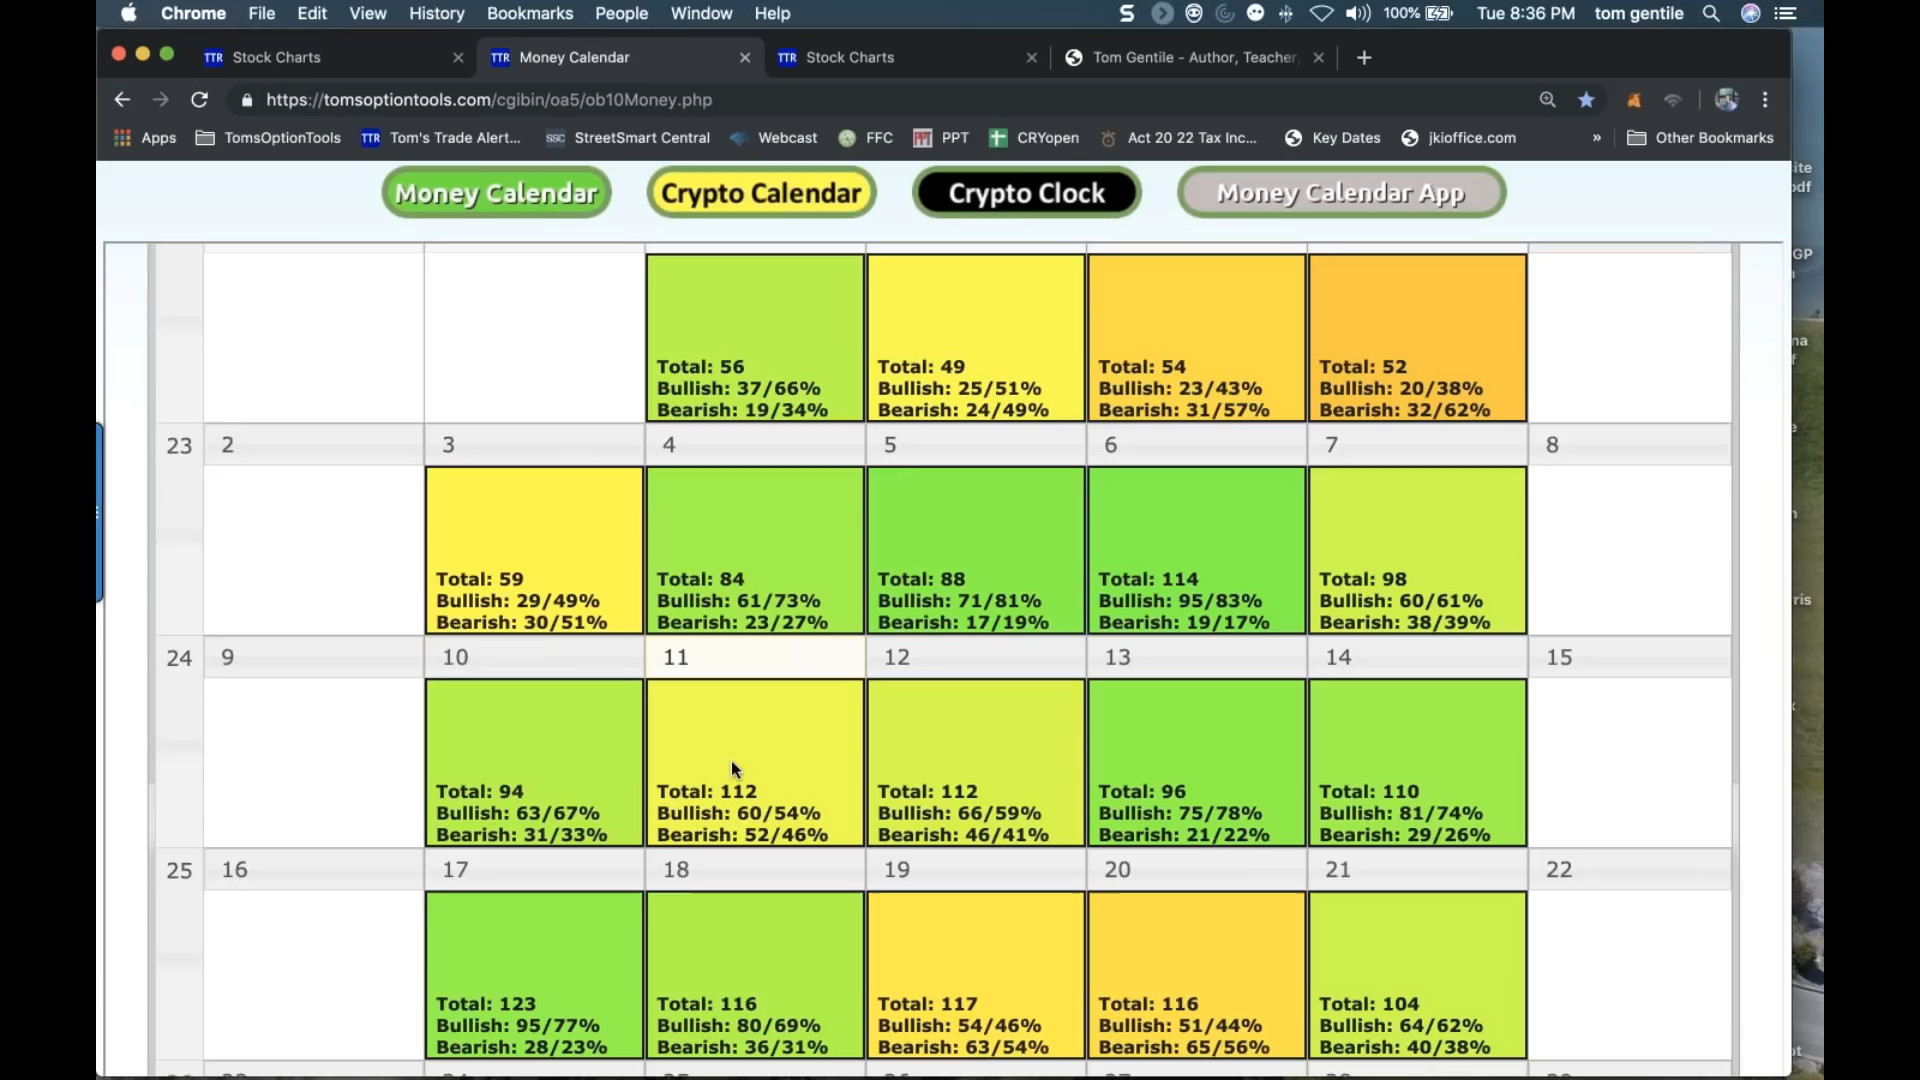 Chrome File Edit View History Bookmarks People Window Help 100% Tue 8:36 PM tom gentile
TTR Stock Charts TTR Money Calendar TTR Stock Charts Tom Gentile - Author, Teacher,
https://tomsoptiontools.com/cgibin/oa5/ob10Money.php
Apps TomsOptionTools TTR Tom's Trade Alert... SSC StreetSmart Central Webcast FFC PPT CRYopen Act 20 22 Tax Inc... Key Dates jkioffice.com » Other Bookmarks
Money Calendar Crypto Calendar Crypto Clock Money Calendar App
Total: 56 Total: 49 Total: 54 Total: 52
Bullish: 37/66% Bullish: 25/51% Bullish: 23/43% Bullish: 20/38%
Bearish: 19/34% Bearish: 24/49% Bearish: 31/57% Bearish: 32/62%
23 2 3 4 5 6 7 8
Total: 59 Total: 84 Total: 88 Total: 114 Total: 98
Bullish: 29/49% Bullish: 61/73% Bullish: 71/81% Bullish: 95/83% Bullish: 60/61%
Bearish: 30/51% Bearish: 23/27% Bearish: 17/19% Bearish: 19/17% Bearish: 38/39%
24 9 10 11 12 13 14 15
Total: 94 Total: 112 Total: 112 Total: 96 Total: 110
Bullish: 63/67% Bullish: 60/54% Bullish: 66/59% Bullish: 75/78% Bullish: 81/74%
Bearish: 31/33% Bearish: 52/46% Bearish: 46/41% Bearish: 21/22% Bearish: 29/26%
25 16 17 18 19 20 21 22
Total: 123 Total: 116 Total: 117 Total: 116 Total: 104
Bullish: 95/77% Bullish: 80/69% Bullish: 54/46% Bullish: 51/44% Bullish: 64/62%
Bearish: 28/23% Bearish: 36/31% Bearish: 63/54% Bearish: 65/56% Bearish: 40/38%